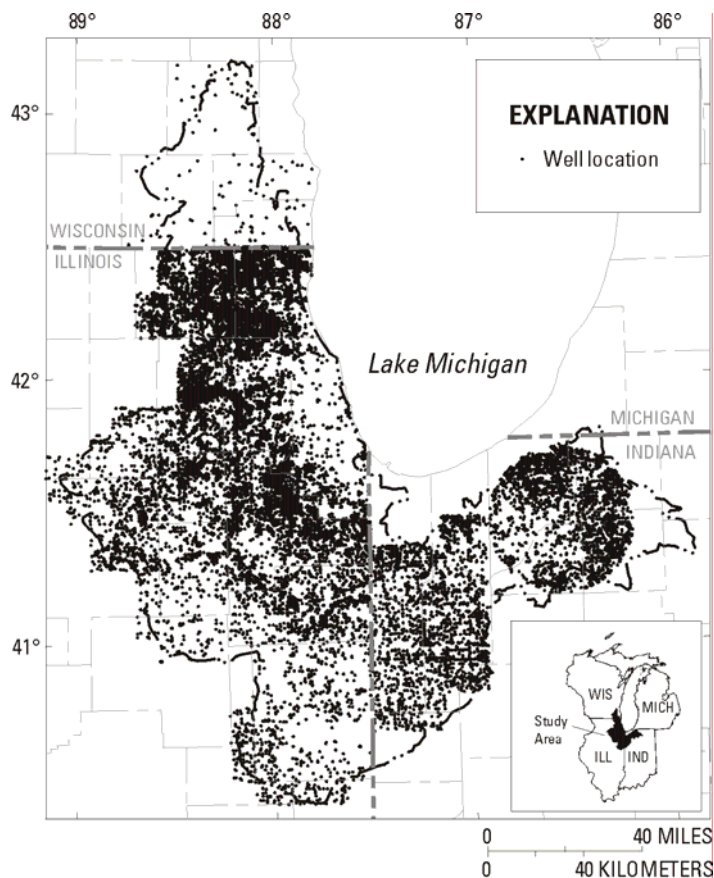 89° 88° 87° 86°
43°
EXPLANATION
Well location
WISCONSIN
ILLINOIS
42°
Lake Michigan
MICHIGAN
INDIANA
41°
WIS
MICH
Study
Area
ILL IND
0 40 MILES
0 40 KILOMETERS